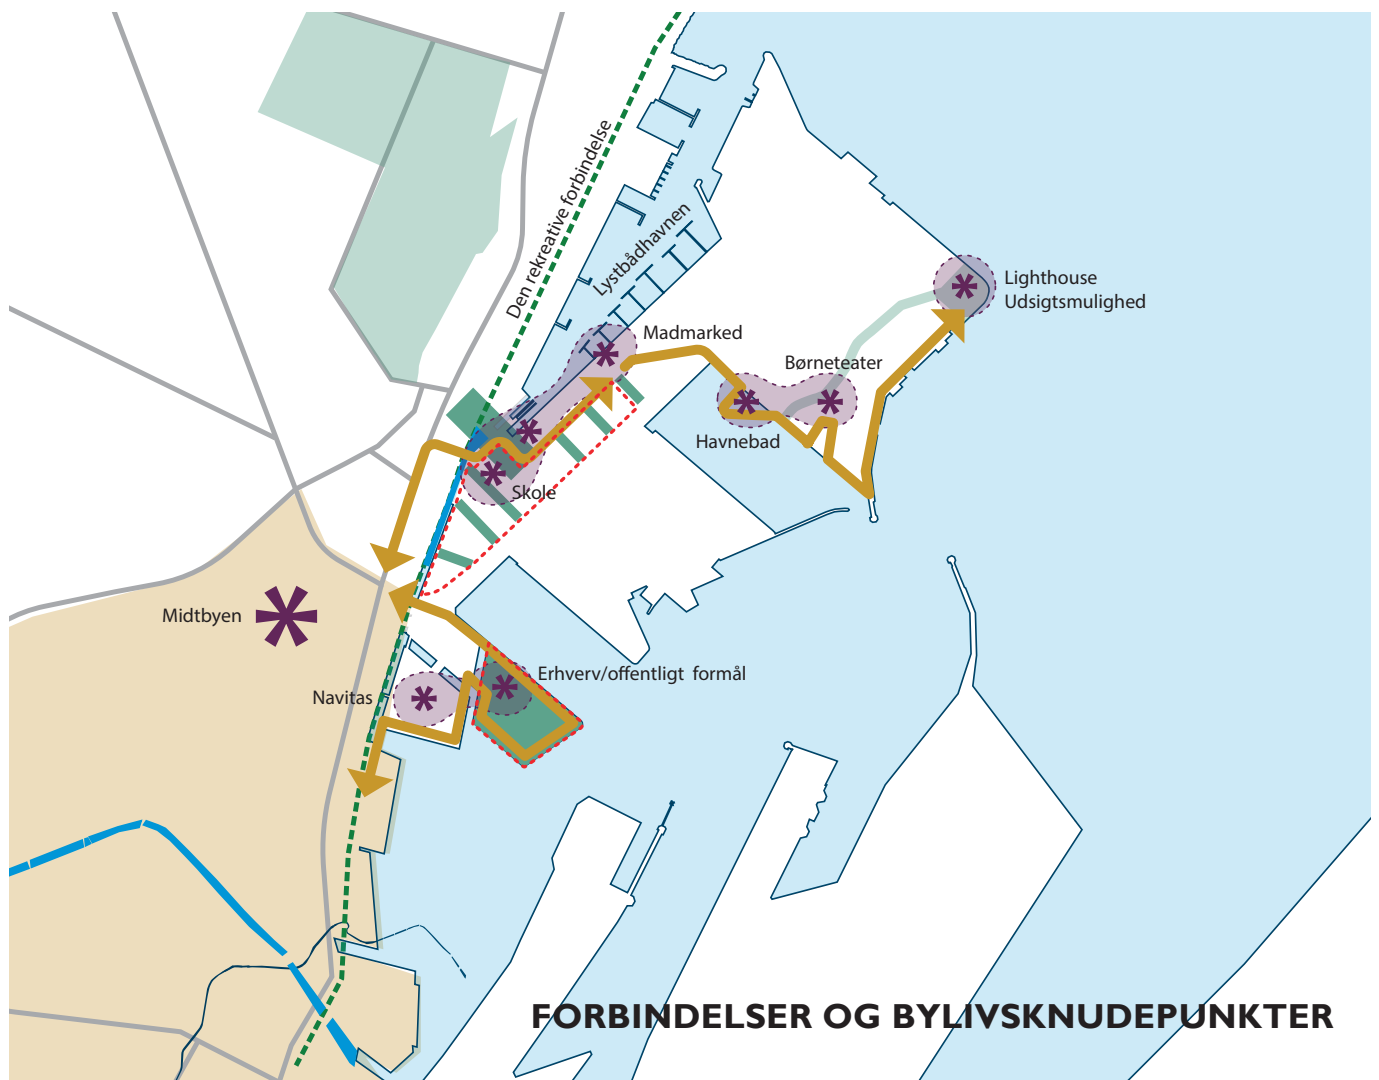 Den rekreative forbindelse
Lystbådhavnen
Lighthouse
Udsigtsmulighed
Madmarked
Børneteater
Havnebad
Skole
Midtbyen
Erhverv/offentligt formål
Navitas
FORBINDELSER OG BYLIVSKNUDEPUNKTER